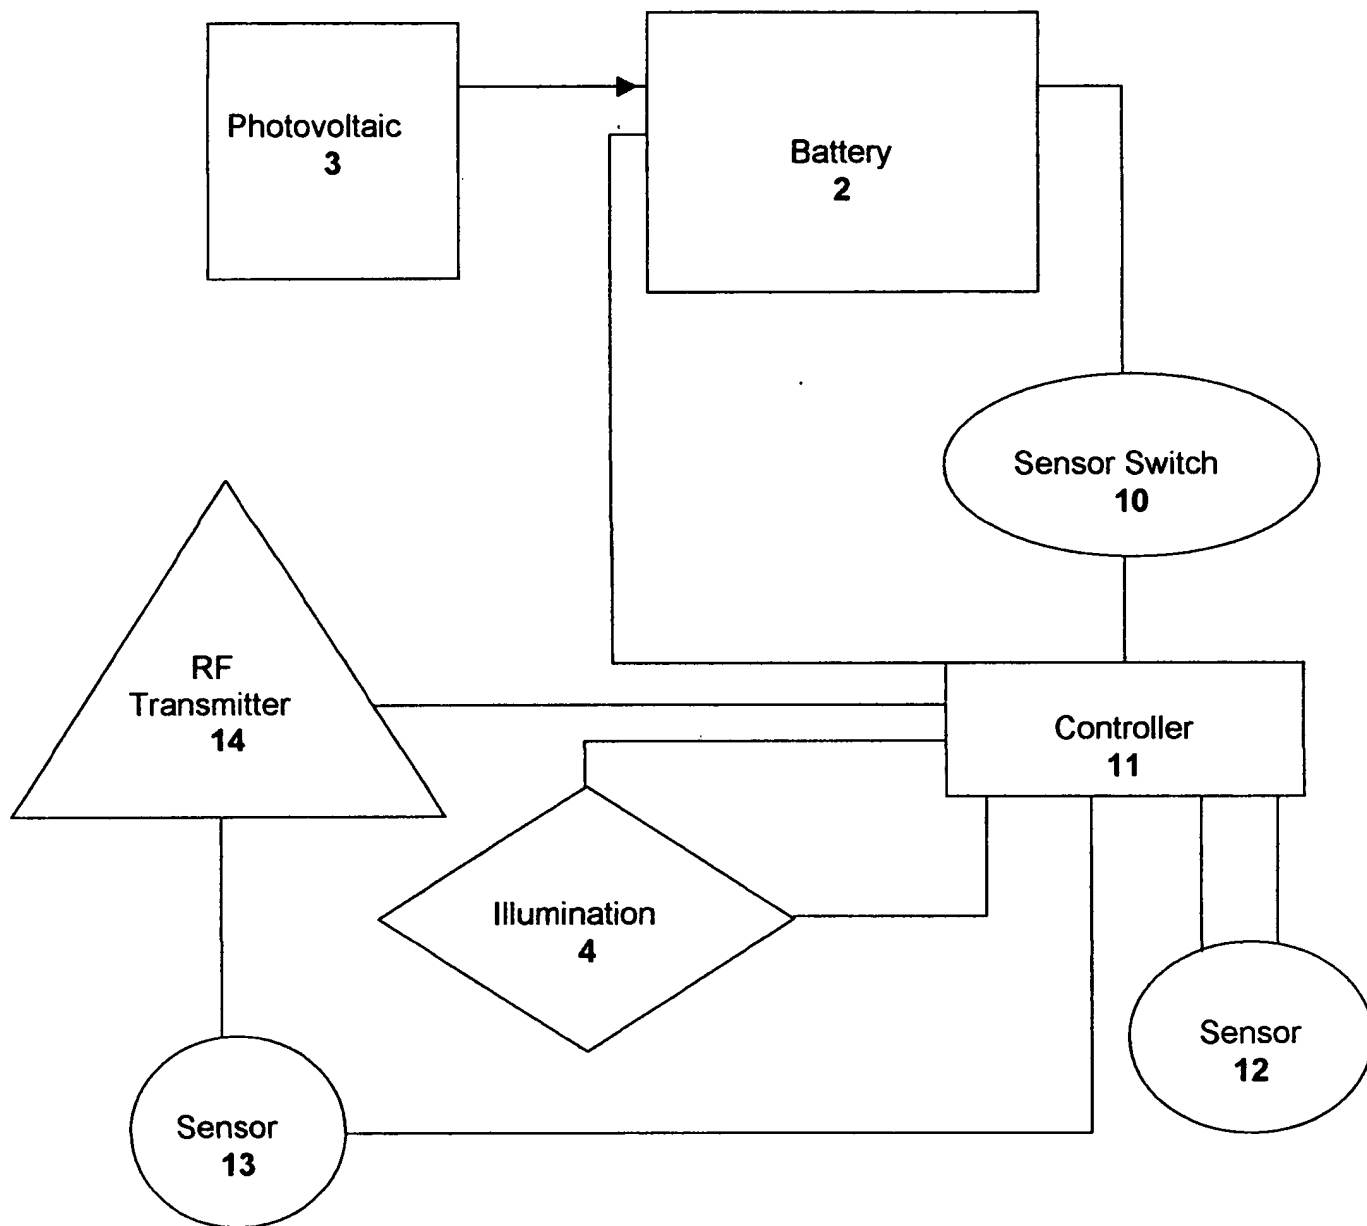 Photovoltaic
3
Battery
2
Sensor Switch
10
RF
Transmitter
14
Controller
11
Illumination
4
Sensor
12
Sensor
13